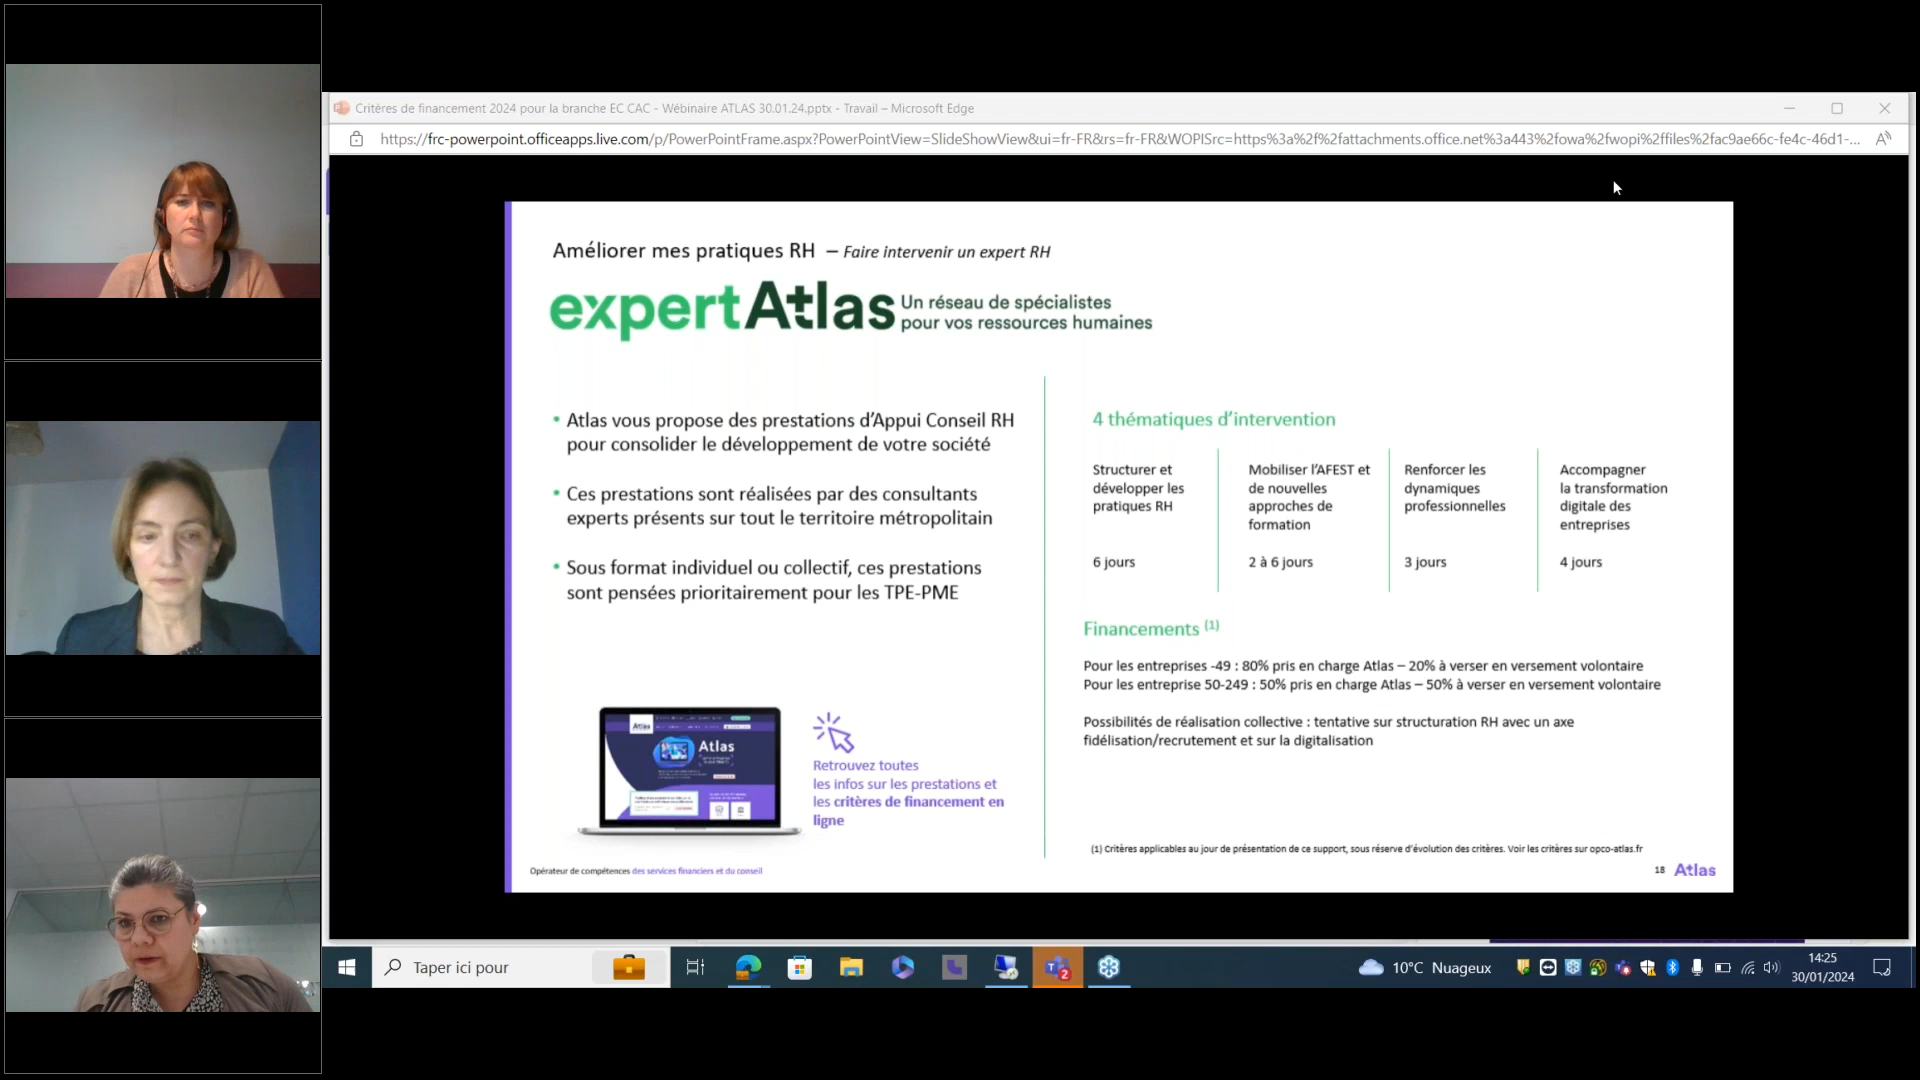 Critères de financement 2024 pour la branche EC CAC - Wébinaire ATLAS 30.01.24.pptx - Travail – Microsoft Edge
https://frc-powerpoint.officeapps.live.com/p/PowerPointFrame.aspx?PowerPointView=SlideShowView&ui=fr-FR&rs=fr-FR&WOPISrc=https%3a%2f%2fattachments.office.net%3a443%2fowa%2fwopi%2ffiles%2fac9ae66c-fe4c-46d1-...
Améliorer mes pratiques RH – Faire intervenir un expert RH
expertAtlas
Un réseau de spécialistes
pour vos ressources humaines
• Atlas vous propose des prestations d’Appui Conseil RH
pour consolider le développement de votre société
• Ces prestations sont réalisées par des consultants
experts présents sur tout le territoire métropolitain
• Sous format individuel ou collectif, ces prestations
sont pensées prioritairement pour les TPE-PME
Atlas
Atlas
Retrouvez toutes
les infos sur les prestations et
les critères de financement en
ligne
4 thématiques d’intervention
Structurer et
développer les
pratiques RH
6 jours
Mobiliser l’AFEST et
de nouvelles
approches de
formation
2 à 6 jours
Renforcer les
dynamiques
professionnelles
3 jours
Accompagner
la transformation
digitale des
entreprises
4 jours
Financements (1)
Pour les entreprises -49 : 80% pris en charge Atlas – 20% à verser en versement volontaire
Pour les entreprise 50-249 : 50% pris en charge Atlas – 50% à verser en versement volontaire
Possibilités de réalisation collective : tentative sur structuration RH avec un axe
fidélisation/recrutement et sur la digitalisation
(1) Critères applicables au jour de présentation de ce support, sous réserve d’évolution des critères. Voir les critères sur opco-atlas.fr
Opérateur de compétences des services financiers et du conseil
18 Atlas
Taper ici pour
2
10°C Nuageux
14:25
30/01/2024